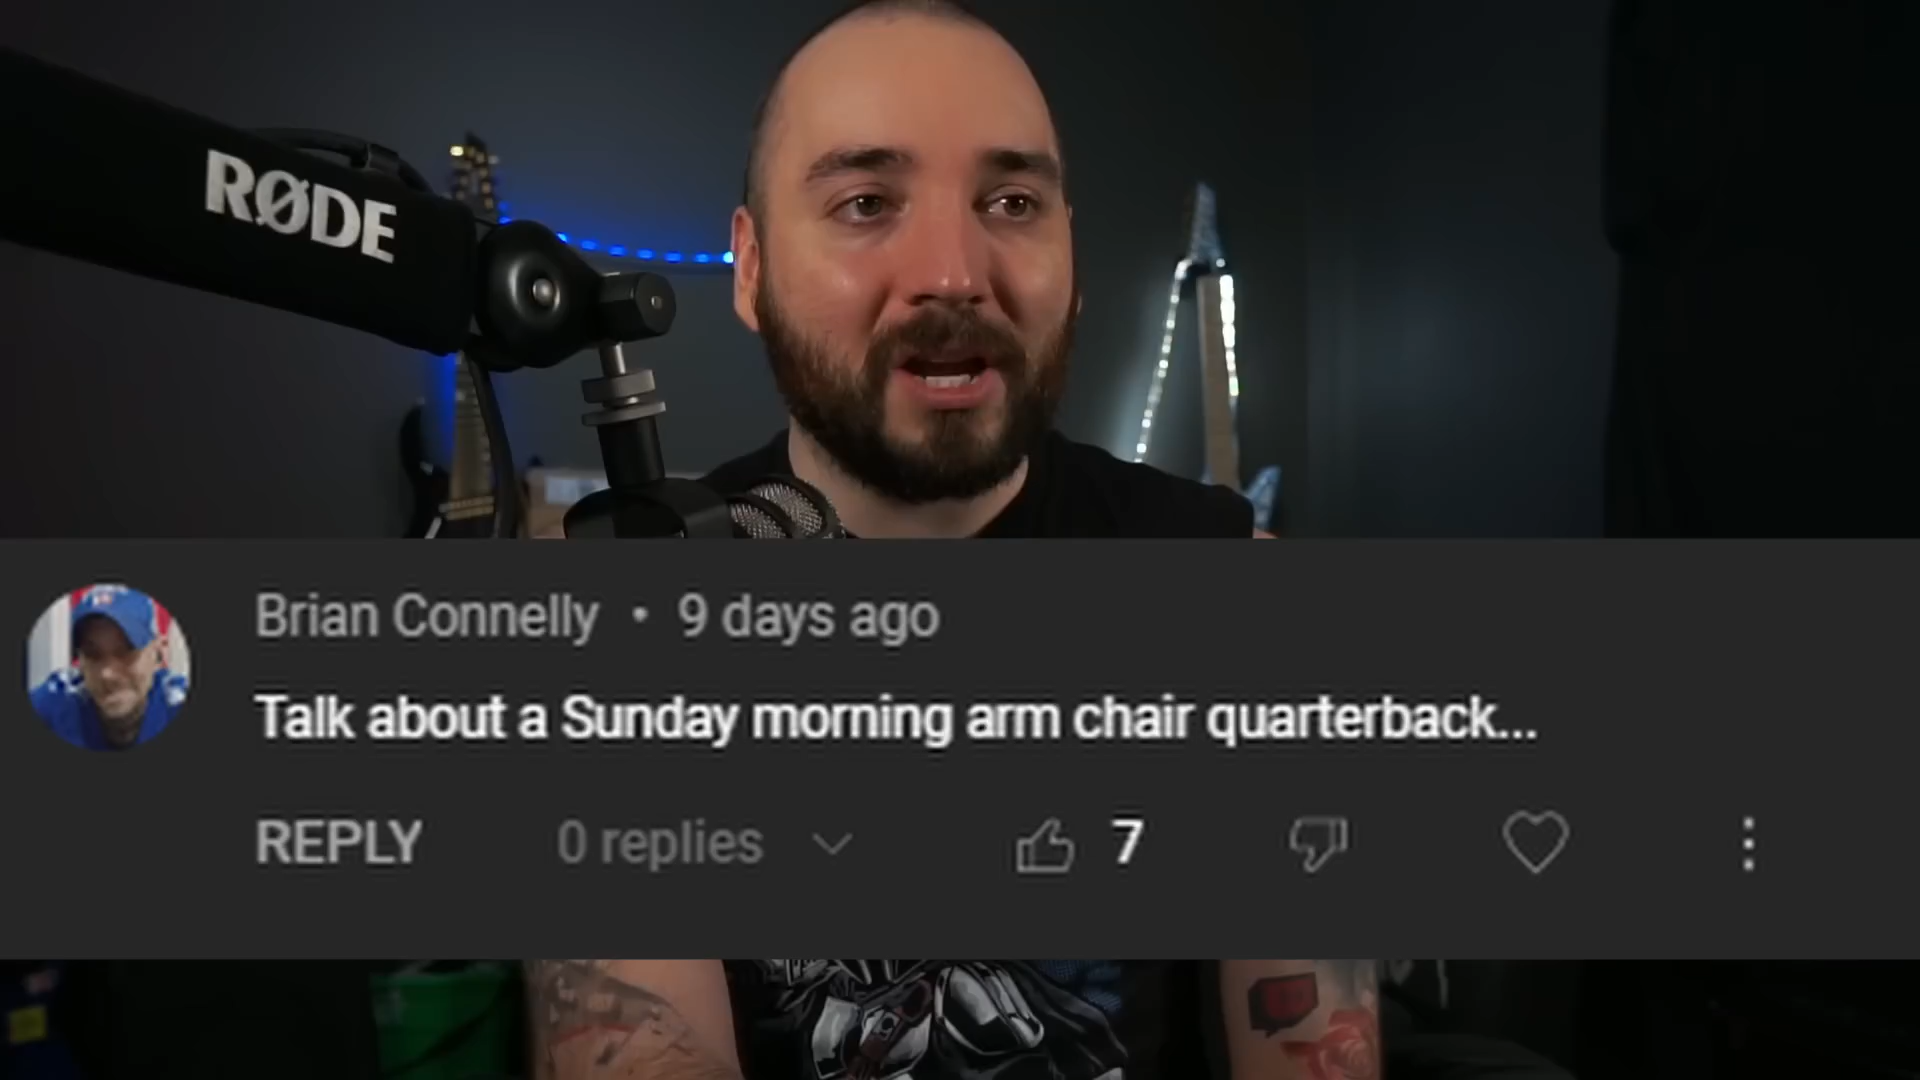 RØDE
Brian Connelly • 9 days ago
Talk about a Sunday morning arm chair quarterback...
REPLY 0 replies 7